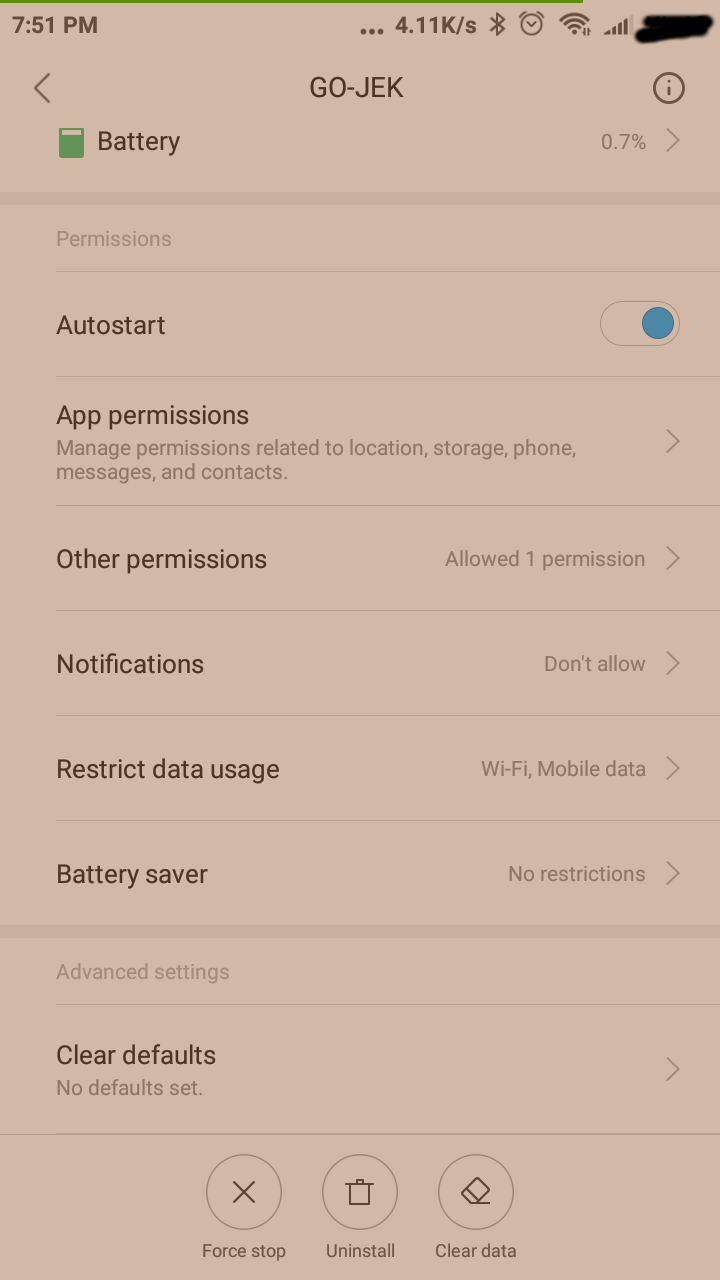 7:51 PM ... 4.11K/s
GO-JEK
Battery 0.7%
Permissions
Autostart
App permissions
Manage permissions related to location, storage, phone,
messages, and contacts.
Other permissions Allowed 1 permission
Notifications Don't allow
Restrict data usage Wi-Fi, Mobile data
Battery saver No restrictions
Advanced settings
Clear defaults
No defaults set.
Force stop Uninstall Clear data